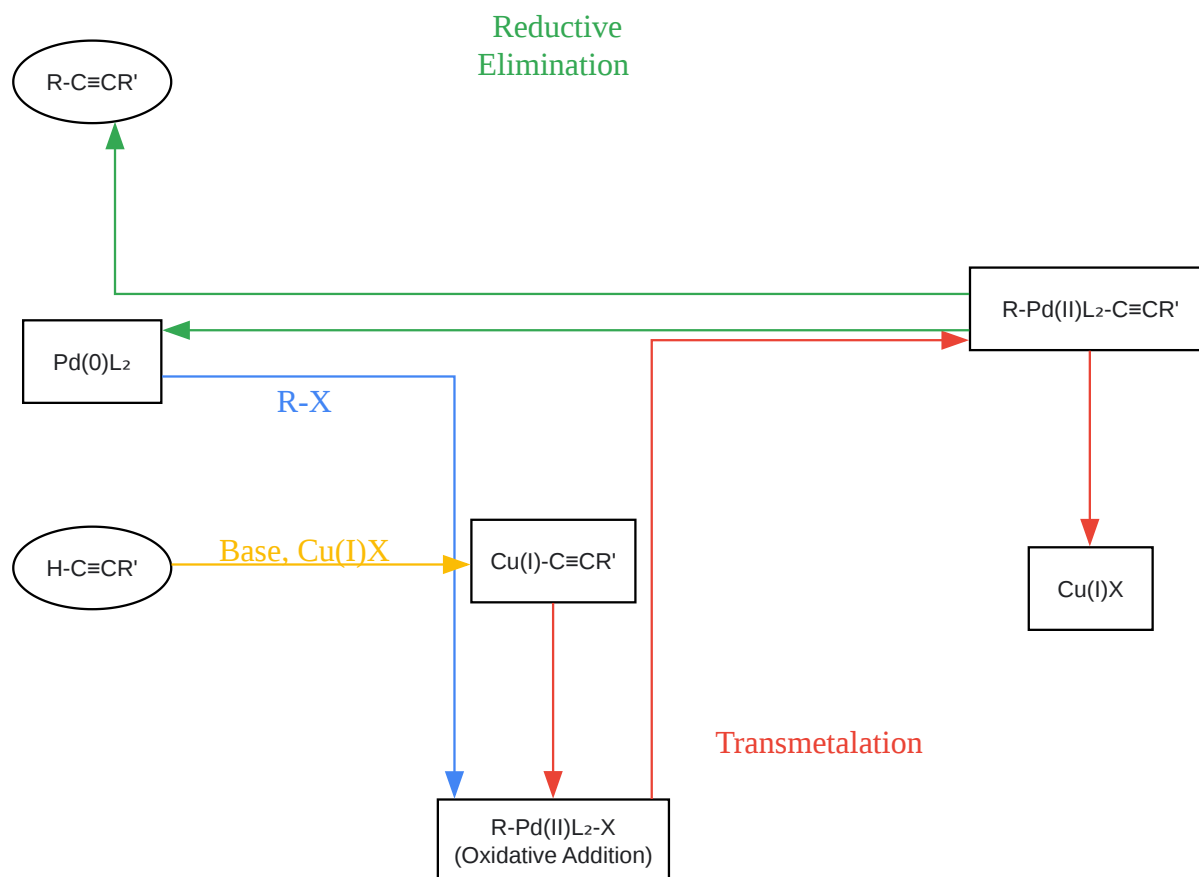 Reductive
Elimination
R-C≡CR'
R-Pd(II)L₂-C≡CR'
Pd(0)L₂
R-X
Base, Cu(I)X
H-C≡CR'
Cu(I)-C≡CR'
Cu(I)X
Transmetalation
R-Pd(II)L₂-X
(Oxidative Addition)